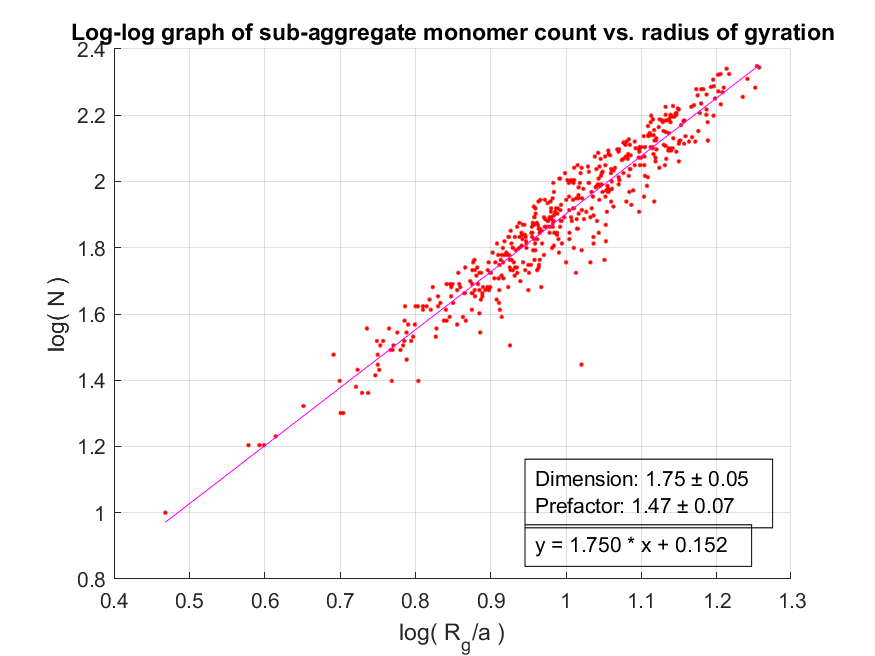 Log-log graph of sub-aggregate monomer count vs. radius of gyration
2.4
2.2
2
1.8
1.6
1.4
1.2
1
0.8
log( N )
Dimension: 1.75 ± 0.05
Prefactor: 1.47 ± 0.07
y = 1.750 * x + 0.152
0.4 0.5 0.6 0.7 0.8 0.9 1 1.1 1.2 1.3
log( R_g/a )